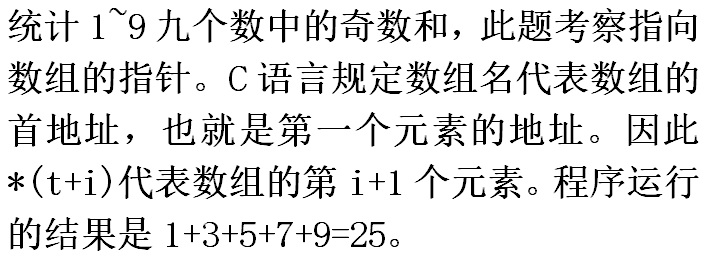 统计 1~9 九个数中的奇数和，此题考察指向
数组的指针。C 语言规定数组名代表数组的
首地址，也就是第一个元素的地址。因此
*(t+i)代表数组的第 i+1 个元素。程序运行
的结果是 1+3+5+7+9=25。